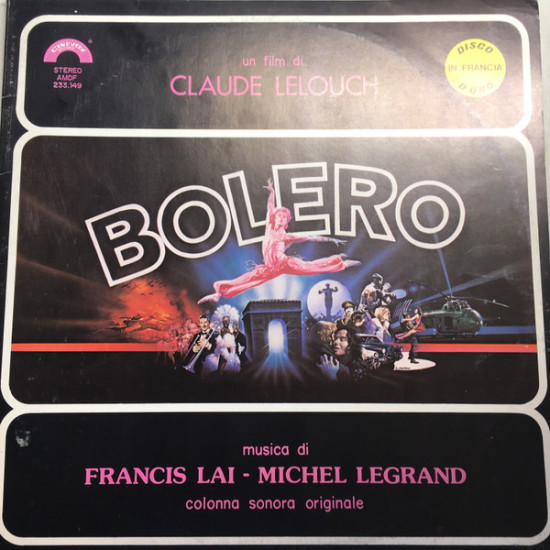 CINEVOX
STEREO
AMDF
233.149
un film di
CLAUDE LELOUCH
DISCO
IN FRANCIA
D'ORO
BOLERO
musica di
FRANCIS LAI - MICHEL LEGRAND
colonna sonora originale